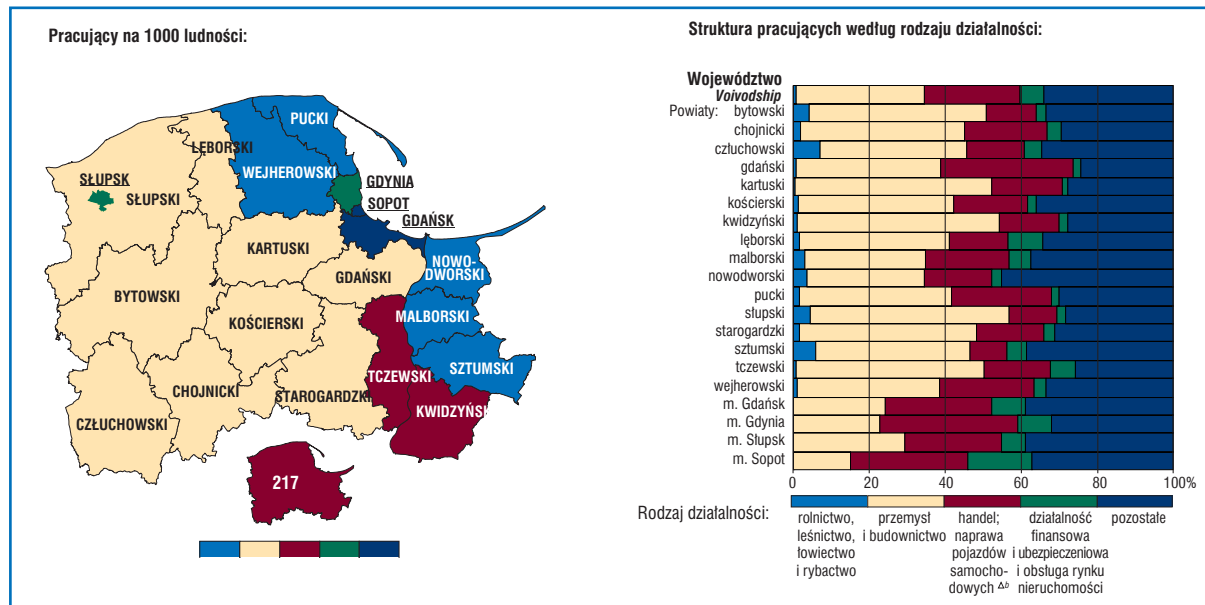 Pracujący na 1000 ludności:
PUCKI
LĘBORSKI
WEJHEROWSKI
SŁUPSK
SŁUPSKI
GDYNIA
SOPOT
GDAŃSK
KARTUSKI
GDAŃSKI
NOWO-
DWORSKI
BYTOWSKI
KOŚCIERSKI
MALBORSKI
SZTUMSKI
TCZEWSKI
CHOJNICKI
STAROGARDZKI
KWIDZYŃSK
CZŁUCHOWSKI
217
Struktura pracujących według rodzaju działalności:
Województwo
Voivodship
Powiaty: bytowski
chojnicki
człuchowski
gdański
kartuski
kościerski
kwidzyński
lęborski
malborski
nowodworski
pucki
słupski
starogardzki
sztumski
tczewski
wejherowski
m. Gdańsk
m. Gdynia
m. Słupsk
m. Sopot
0 20 40 60 80 100%
Rodzaj działalności:
rolnictwo,
leśnictwo,
łowiectwo
i rybactwo
przemysł
i budownictwo
handel;
naprawa
pojazdów
samocho-
dowych Δb
działalność
finansowa
i ubezpieczeniowa
i obsługa rynku
nieruchomości
pozostałe